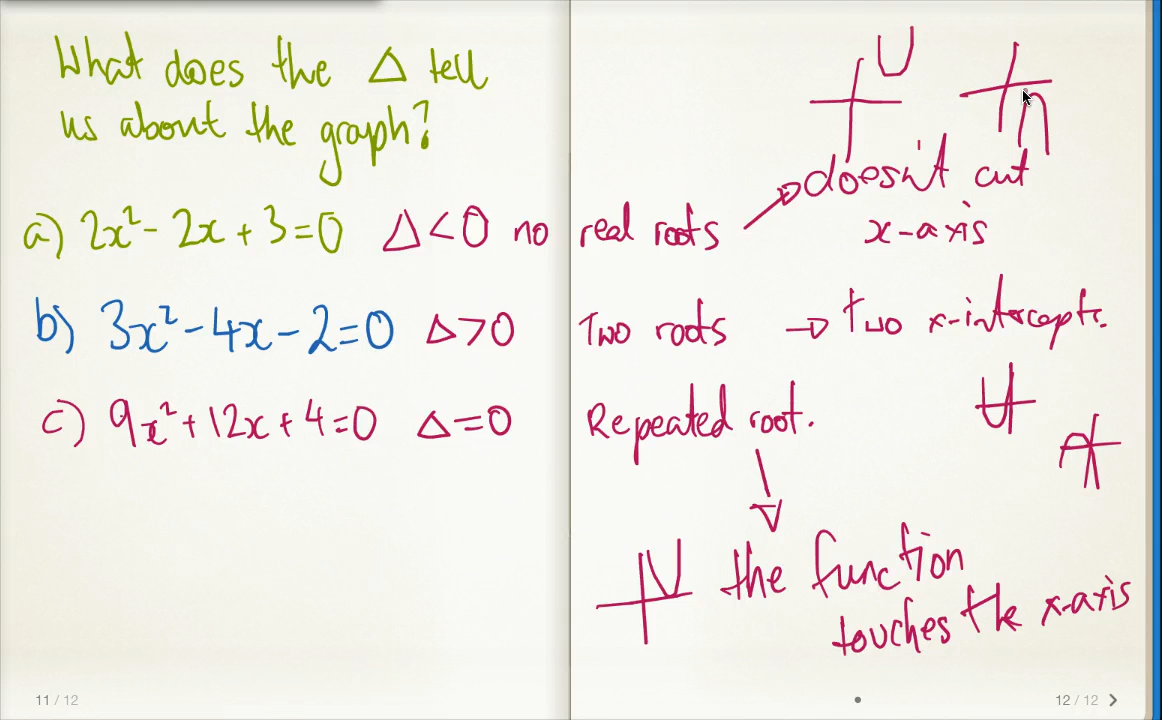 What does the Δ tell
us about the graph?
a) 2x² - 2x + 3 = 0 Δ < 0 no real roots → doesn't cut
x-axis
b) 3x² - 4x - 2 = 0 Δ > 0 Two roots → two x-intercepts.
c) 9x² + 12x + 4 = 0 Δ = 0 Repeated root.
the function
touches the x-axis
11 / 12
12 / 12